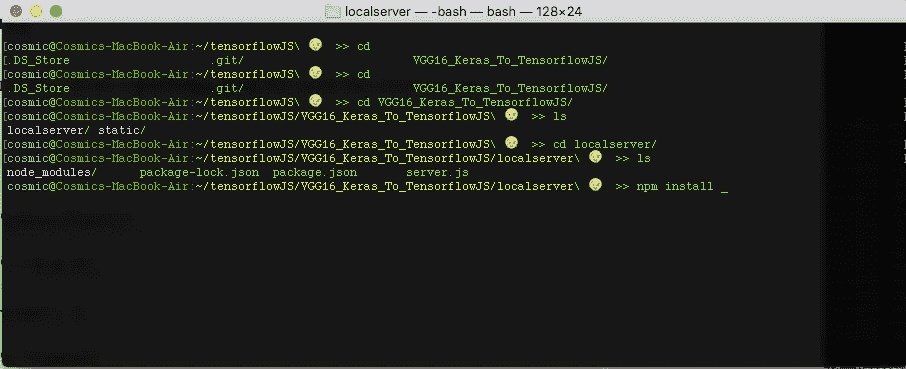 localserver — -bash — bash — 128×24
[cosmic@Cosmics-MacBook-Air:~/tensorflowJS\ >> cd
[.DS_Store .git/ VGG16_Keras_To_TensorflowJS/
[cosmic@Cosmics-MacBook-Air:~/tensorflowJS\ >> cd
.DS_Store .git/ VGG16_Keras_To_TensorflowJS/
[cosmic@Cosmics-MacBook-Air:~/tensorflowJS\ >> cd VGG16_Keras_To_TensorflowJS/
[cosmic@Cosmics-MacBook-Air:~/tensorflowJS/VGG16_Keras_To_TensorflowJS\ >> ls
localserver/ static/
[cosmic@Cosmics-MacBook-Air:~/tensorflowJS/VGG16_Keras_To_TensorflowJS\ >> cd localserver/
[cosmic@Cosmics-MacBook-Air:~/tensorflowJS/VGG16_Keras_To_TensorflowJS/localserver\ >> ls
node_modules/ package-lock.json package.json server.js
cosmic@Cosmics-MacBook-Air:~/tensorflowJS/VGG16_Keras_To_TensorflowJS/localserver\ >> npm install _